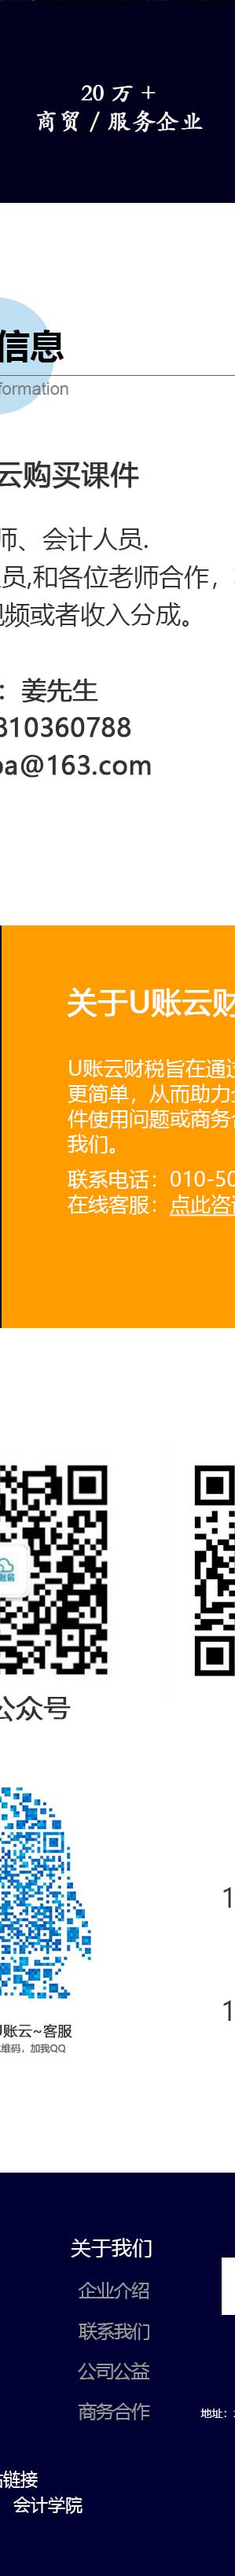 20 万 +
商贸 / 服务企业
信息
formation
云购买课件
师、会计人员.
员,和各位老师合作，
视频或者收入分成。
：姜先生
810360788
pa@163.com
关于U账云财
U账云财税旨在通过
更简单，从而助力企
件使用问题或商务合
我们。
联系电话：010-50
在线客服：点此咨询
公众号
U账云~客服
维码，加我QQ
1
1
关于我们
企业介绍
联系我们
公司公益
商务合作
地址：
链接
会计学院